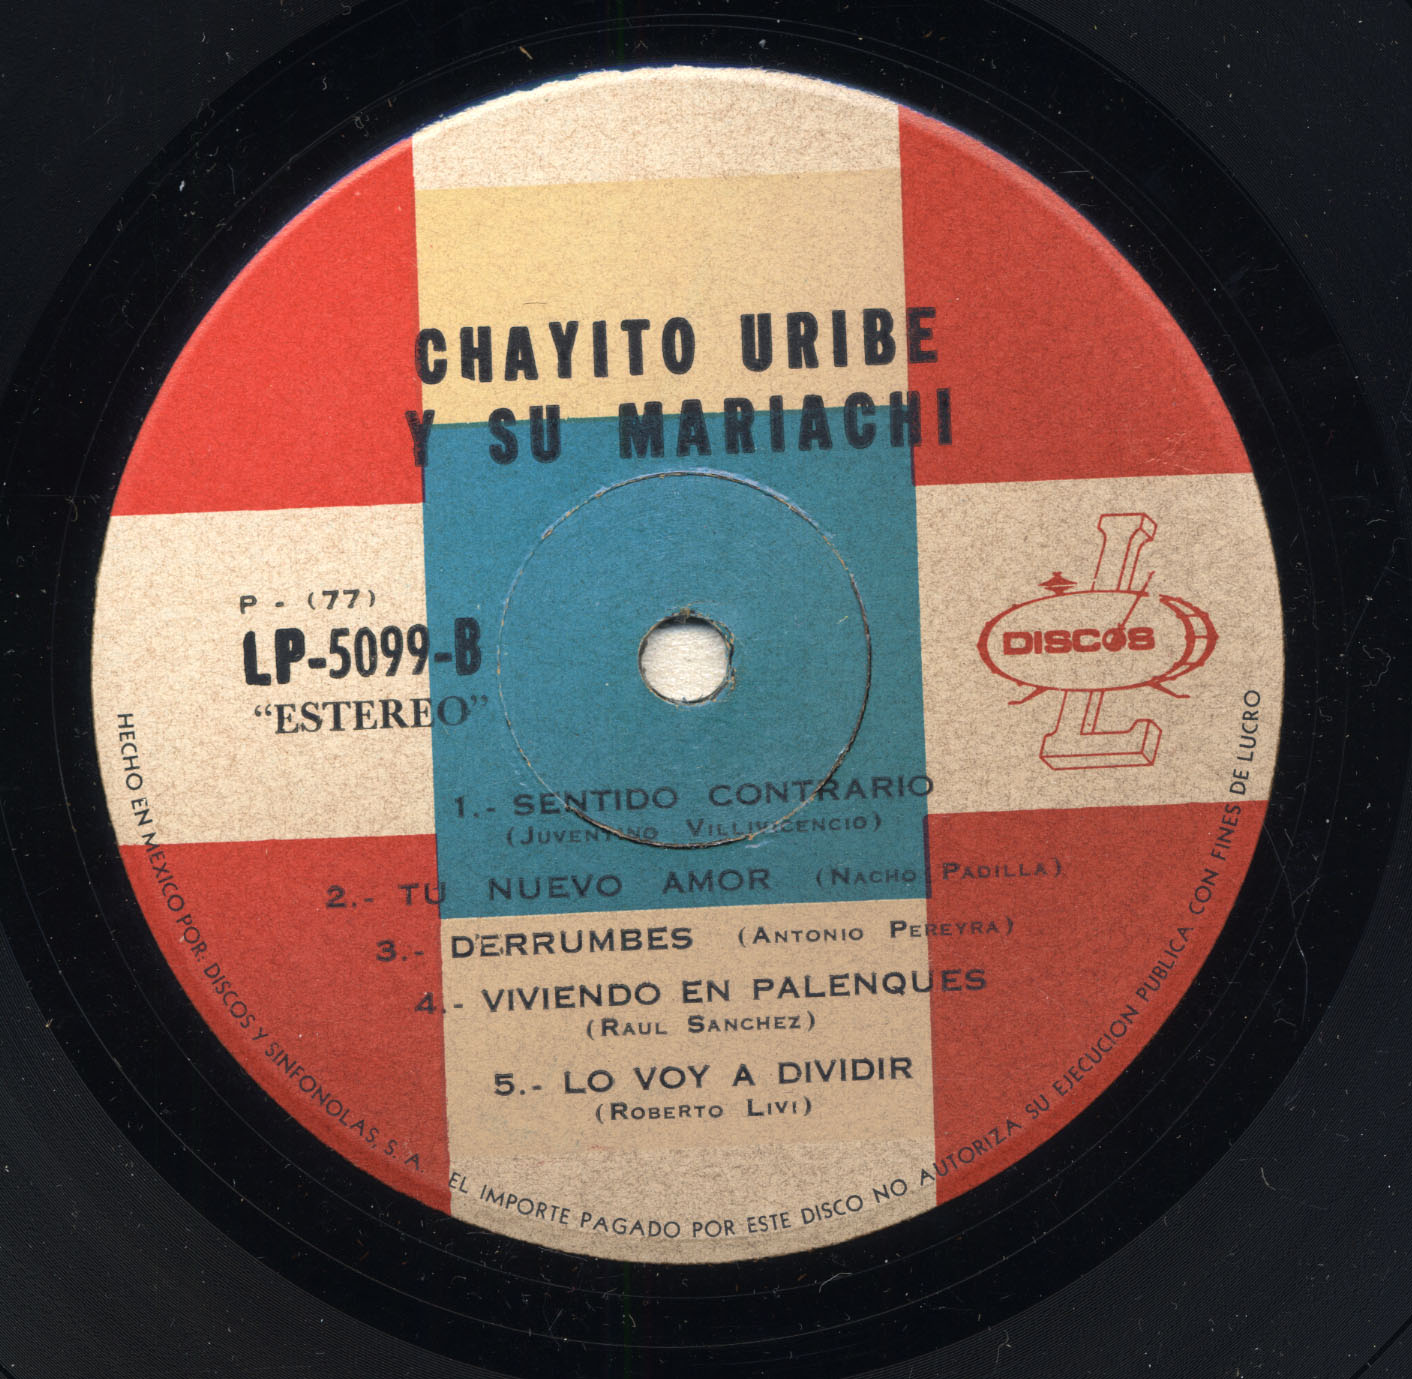 CHAYITO URIBE
Y SU MARIACHI
P - (77)
LP-5099-B
“ESTEREO”
L
DISCOS
L
1.- SENTIDO CONTRARIO
(JUVENTINO VILLIVICENCIO)
2.- TU NUEVO AMOR (NACHO PADILLA)
3.- DERRUMBES (ANTONIO PEREYRA)
4.- VIVIENDO EN PALENQUES
(RAUL SANCHEZ)
5.- LO VOY A DIVIDIR
(ROBERTO LIVI)
HECHO EN MEXICO POR: DISCOS Y SINFONOLAS, S. A. EL IMPORTE PAGADO POR ESTE DISCO NO AUTORIZA SU EJECUCION PUBLICA CON FINES DE LUCRO